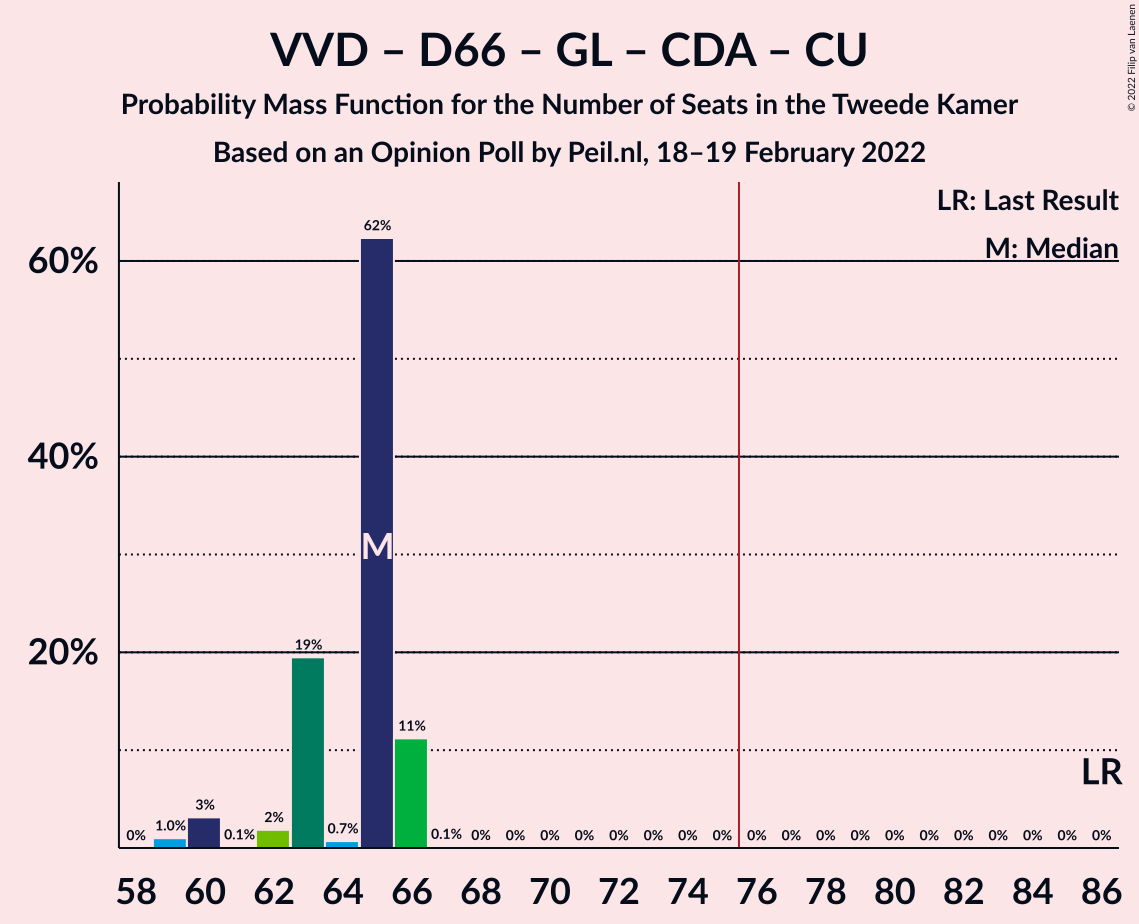 VVD – D66 – GL – CDA – CU
Probability Mass Function for the Number of Seats in the Tweede Kamer
Based on an Opinion Poll by Peil.nl, 18–19 February 2022
© 2022 Filip van Laenen
LR: Last Result
M: Median
60%
40%
20%
0% 1.0% 3% 0.1% 2% 19% 0.7% 62% 11% 0.1% 0% 0% 0% 0% 0% 0% 0% 0% 0% 0% 0% 0% 0% 0% 0% 0% 0% 0% 0%
M
LR
58 60 62 64 66 68 70 72 74 76 78 80 82 84 86